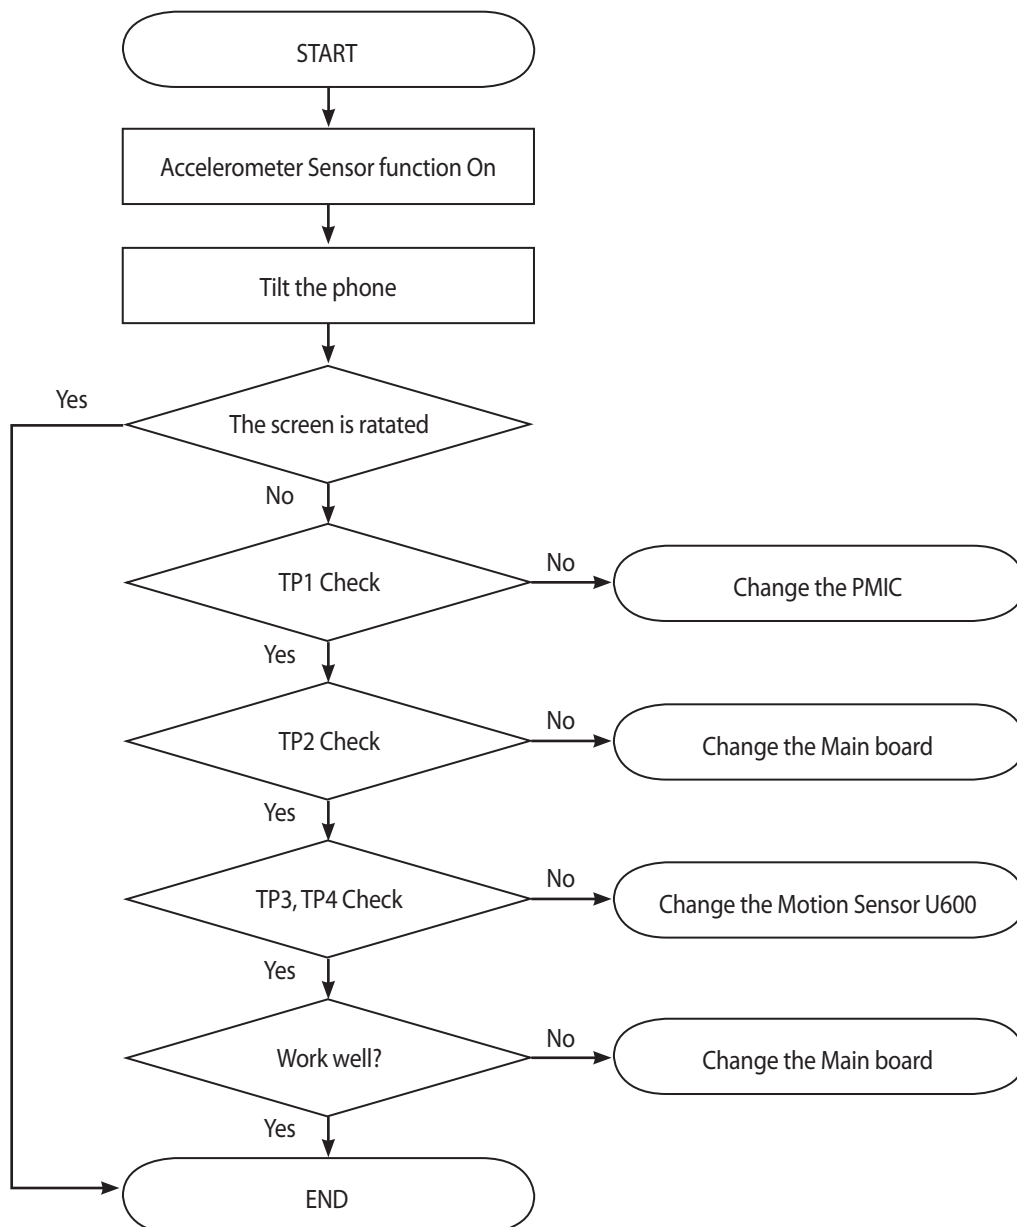 START
Accelerometer Sensor function On
Tilt the phone
Yes
The screen is ratated
No
TP1 Check
No
Change the PMIC
Yes
TP2 Check
No
Change the Main board
Yes
TP3, TP4 Check
No
Change the Motion Sensor U600
Yes
Work well?
No
Change the Main board
Yes
END